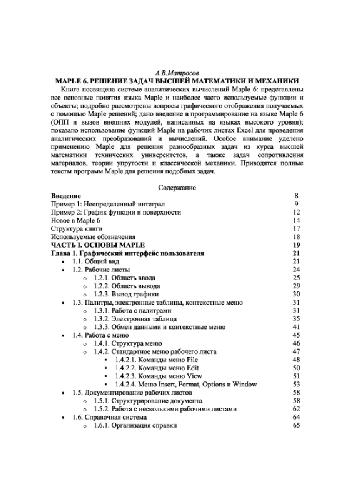 А.В.Матросов
MAPLE 6. РЕШЕНИЕ ЗАДАЧ ВЫСШЕЙ МАТЕМАТИКИ И МЕХАНИКИ
Книга посвящена системе аналитических вычислений Maple 6: представлены
все основные понятия языка Maple и наиболее часто используемые функции и
объекты; подробно рассмотрены вопросы графического отображения получаемых
с помощью Maple решений; дано введение в программирование на языке Maple 6
(ОПП и вызов внешних модулей, написанных на языках высокого уровня);
показано использование функций Maple на рабочих листах Excel для проведения
аналитических преобразований и вычислений. Особое внимание уделено
применению Maple для решения разнообразных задач из курса высшей
математики технических университетов, а также задач сопротивления
материалов, теории упругости и классической механики. Приводятся полные
тексты программ Maple для решения подобных задач.
Содержание
Введение 8
Пример 1: Неопределенный интеграл 9
Пример 2: График функции и поверхности 12
Новое в Maple 6 14
Структура книги 17
Используемые обозначения 18
ЧАСТЬ I. ОСНОВЫ MAPLE 19
Глава 1. Графический интерфейс пользователя 21
• 1.1. Общий вид 21
• 1.2. Рабочие листы 24
o 1.2.1. Область ввода 25
o 1.2.2. Область вывода 29
o 1.2.3. Вывод графики 30
• 1.3. Палитры, электронные таблицы, контекстные меню 31
o 1.3.1. Работа с палитрами 31
o 1.3.2. Электронная таблица 35
o 1.3.3. Обмен данными и контекстные меню 41
• 1.4. Работа с меню 45
o 1.4.1. Структура меню 46
o 1.4.2. Стандартное меню рабочего листа 47
▪ 1.4.2.1. Команды меню File 48
▪ 1.4.2.2. Команды меню Edit 50
▪ 1.4.2.3. Команды меню View 51
▪ 1.4.2.4. Меню Insert, Format, Options и Window 53
• 1.5. Документирование рабочих листов 58
o 1.5.1. Структурирование документа 58
o 1.5.2. Работа с несколькими рабочими листами 62
• 1.6. Справочная система 64
o 1.6.1. Организация справки 65